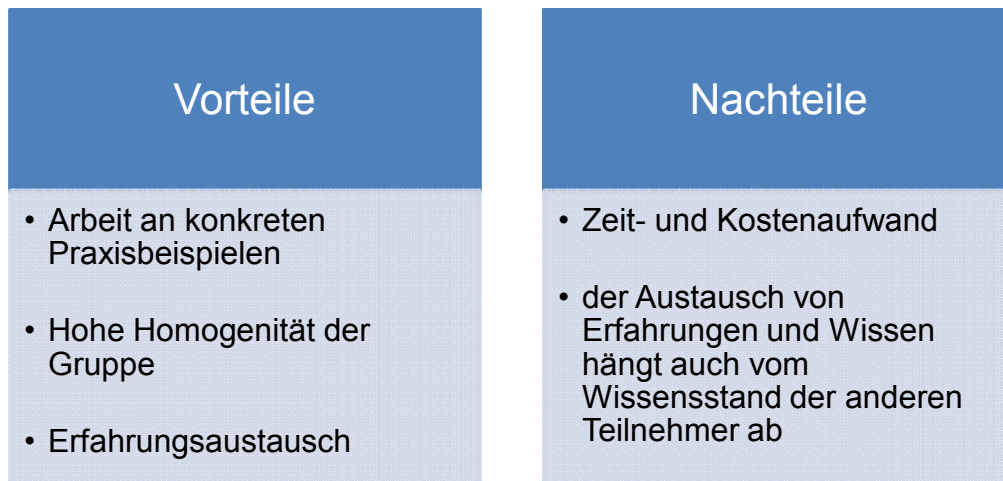 Vorteile
• Arbeit an konkreten
Praxisbeispielen
• Hohe Homogenität der
Gruppe
• Erfahrungsaustausch
Nachteile
• Zeit- und Kostenaufwand
• der Austausch von
Erfahrungen und Wissen
hängt auch vom
Wissensstand der anderen
Teilnehmer ab